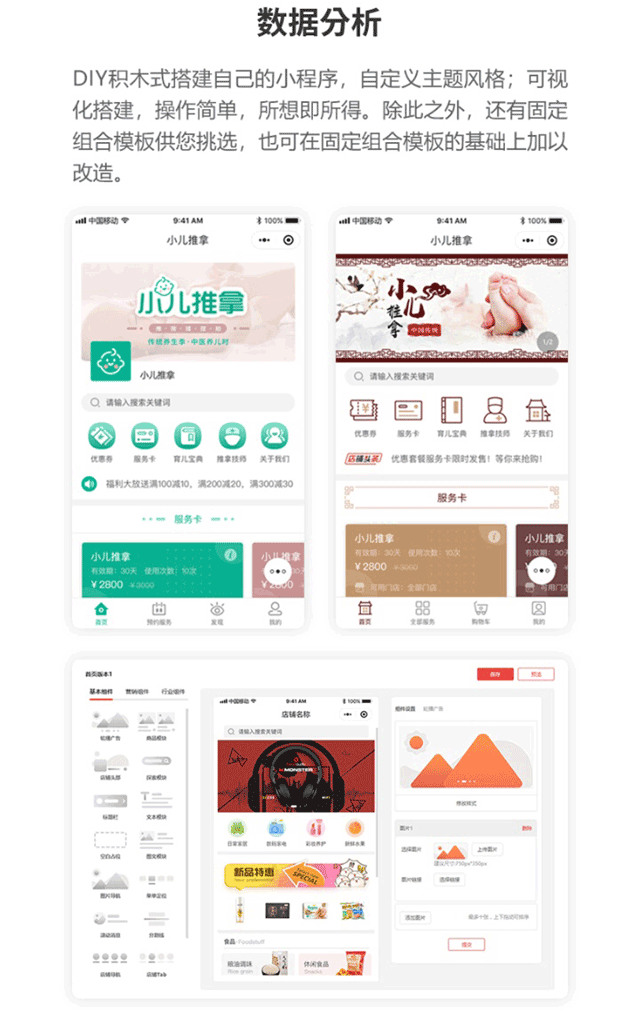 数据分析
DIY积木式搭建自己的小程序，自定义主题风格；可视
化搭建，操作简单，所想即所得。除此之外，还有固定
组合模板供您挑选，也可在固定组合模板的基础上加以
改造。
中国移动 9:41 AM 100%
小儿推拿
小儿推拿
传统养生季·中医养儿时
小儿推拿
请输入搜索关键词
优惠券 服务卡 育儿宝典 推拿技师 关于我们
福利大放送满100减10，满200减20，满300减30
服务卡
小儿推拿
有效期：30天 使用次数：10次
¥2800 ¥3000
首页 预约服务 发现 我的
中国移动 9:41 AM 100%
小儿推拿
小儿推拿
中国传统
1/2
请输入搜索关键词
优惠券 服务卡 育儿宝典 推拿技师 关于我们
店铺头条 优惠套餐服务卡限时发售！等你来抢购！
服务卡
小儿推拿
有效期：30天 使用次数：10次
¥2800 ¥3000
可用门店：全部门店
首页 全部服务 购物车 我的
首页版本1
保存 预览
基本组件 营销组件 行业组件
轮播广告 商品模块
店铺头部 搜索模块
标题栏 文本模块
空白占位 图文模块
图片导航
滚动消息 分割线
店铺导航 店铺Tab
中国移动 9:41 AM 100%
店铺名称
请输入搜索关键词
MONSTER
日常家居 数码家电 彩妆养护 新鲜水果
新品特惠
食品 Foodstuff
粮油调味 休闲食品
组件设置 轮播广告
修改样式
图片1 删除
选择图片 上传图片
建议尺寸:710px*350px
图片链接 选择链接
添加图片 最多十张，上下拖动可排序